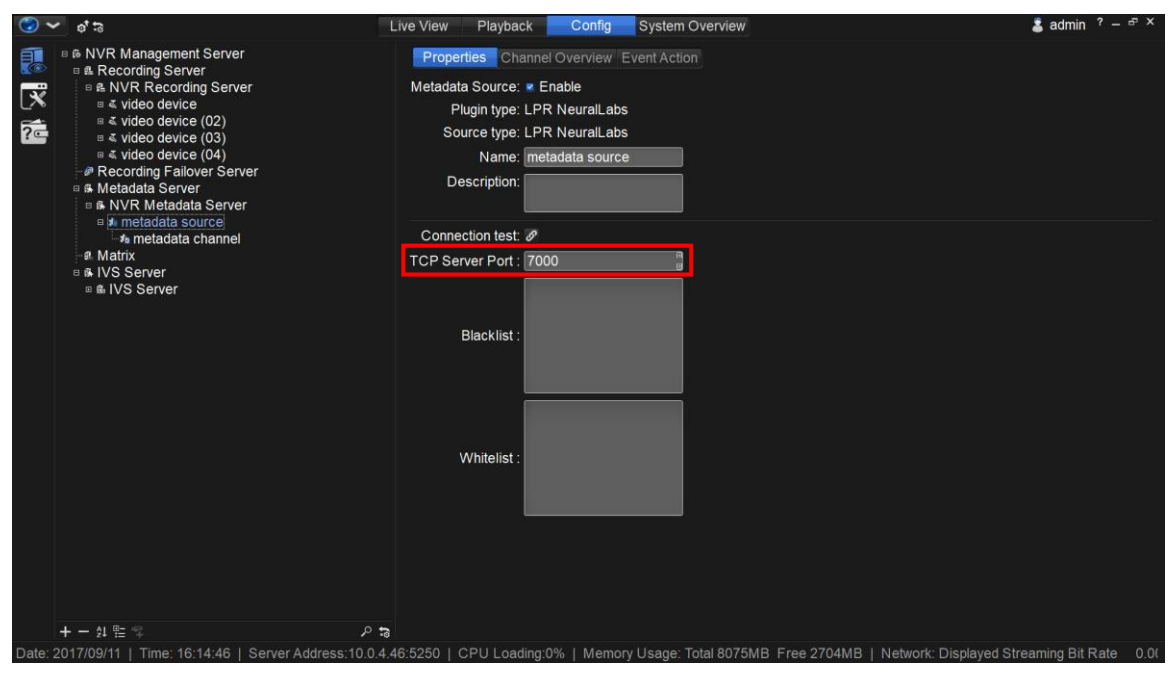 Live View Playback Config System Overview admin ? – ×
NVR Management Server
Recording Server
NVR Recording Server
video device
video device (02)
video device (03)
video device (04)
Recording Failover Server
Metadata Server
NVR Metadata Server
metadata source
metadata channel
Matrix
IVS Server
IVS Server
Properties Channel Overview Event Action
Metadata Source: Enable
Plugin type: LPR NeuralLabs
Source type: LPR NeuralLabs
Name: metadata source
Description:
Connection test:
TCP Server Port : 7000
Blacklist :
Whitelist :
Date: 2017/09/11 | Time: 16:14:46 | Server Address:10.0.4.46:5250 | CPU Loading:0% | Memory Usage: Total 8075MB Free 2704MB | Network: Displayed Streaming Bit Rate 0.0